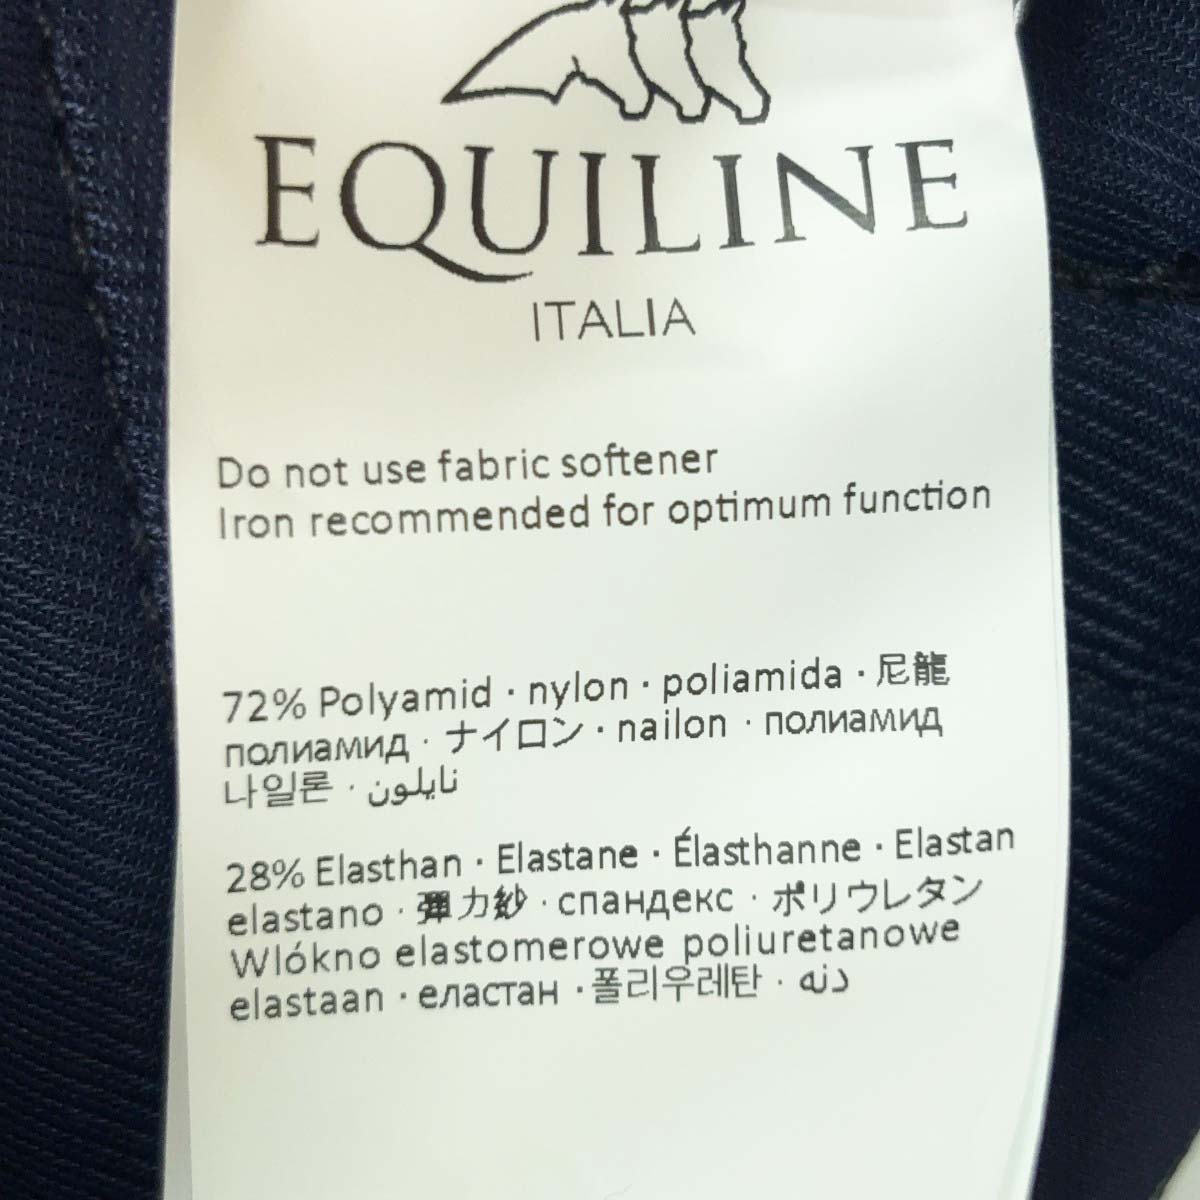 EQUILINE
ITALIA
Do not use fabric softener
Iron recommended for optimum function
72% Polyamid · nylon · poliamida · 尼龍
полиамид · ナイロン · nailon · полиамид
나일론 · نايلون
28% Elasthan · Elastane · Élasthanne · Elastan
elastano · 彈力紗 · спандекс · ポリウレタン
Wlókno elastomerowe poliuretanowe
elastaan · еластан · 폴리우레탄 · دنه